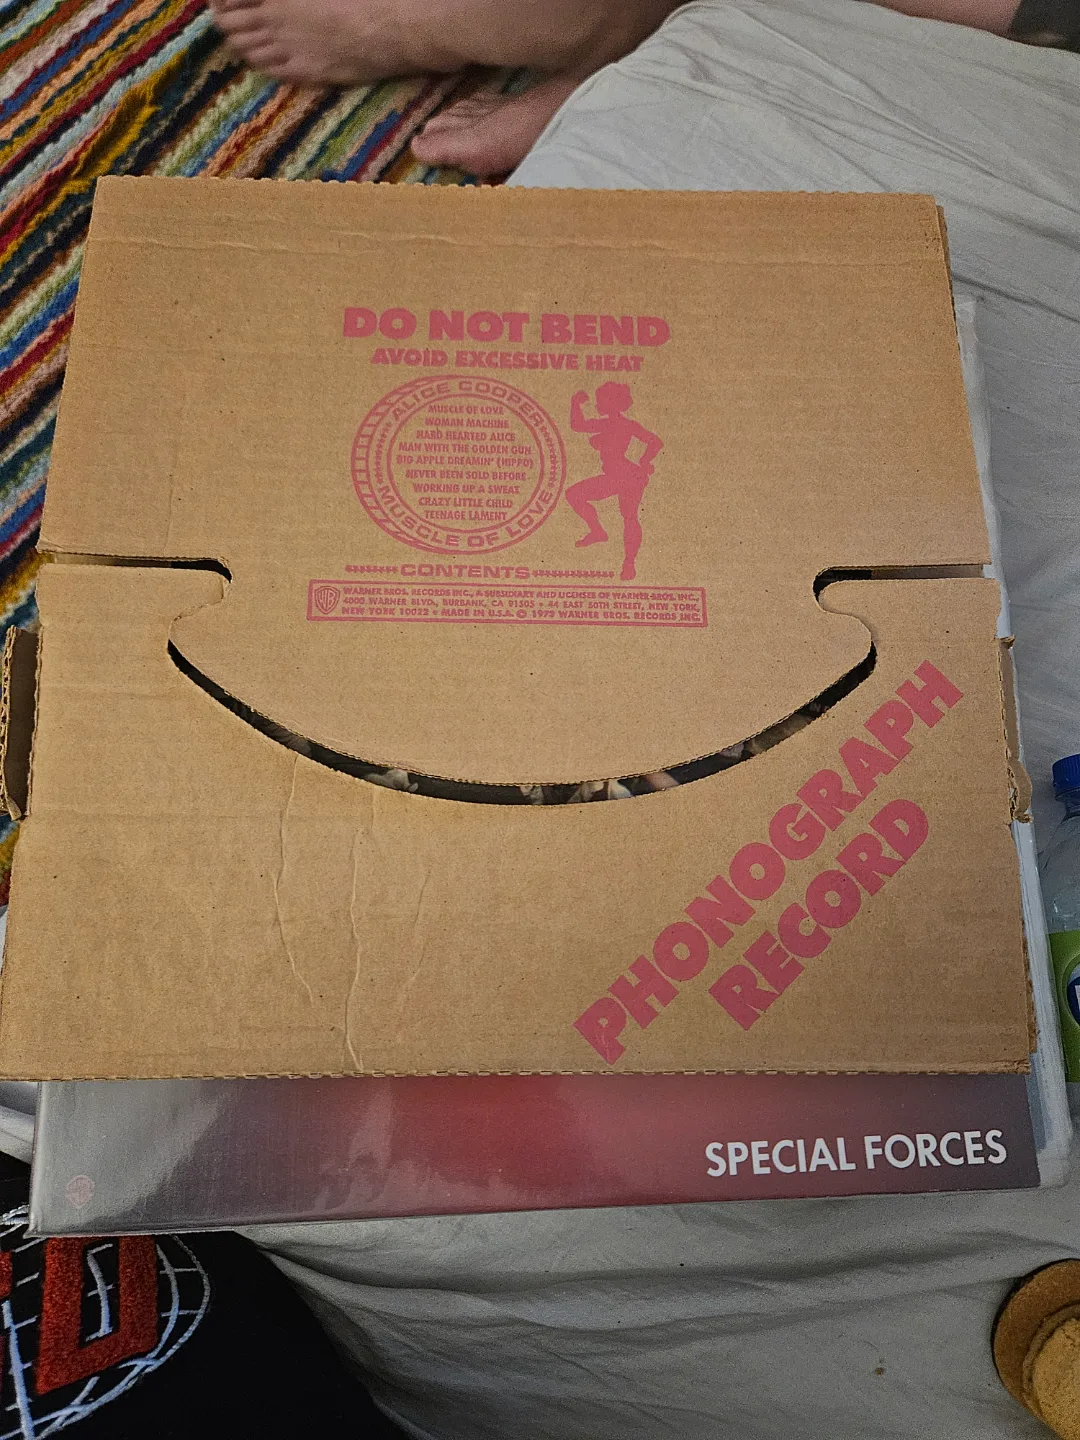 DO NOT BEND
AVOID EXCESSIVE HEAT
ALICE COOPER
MUSCLE OF LOVE
WOMAN MACHINE
HARD HEARTED ALICE
MAN WITH THE GOLDEN GUN
BIG APPLE DREAMIN' (HIPPO)
NEVER BEEN SOLD BEFORE
WORKING UP A SWEAT
CRAZY LITTLE CHILD
TEENAGE LAMENT
MUSCLE OF LOVE
CONTENTS
WARNER BROS. RECORDS INC., A SUBSIDIARY AND LICENSEE OF WARNER BROS. INC.,
4000 WARNER BLVD., BURBANK, CA 91505 • 44 EAST 50TH STREET, NEW YORK,
NEW YORK 10022 • MADE IN U.S.A. © 1973 WARNER BROS. RECORDS INC.
PHONOGRAPH
RECORD
SPECIAL FORCES